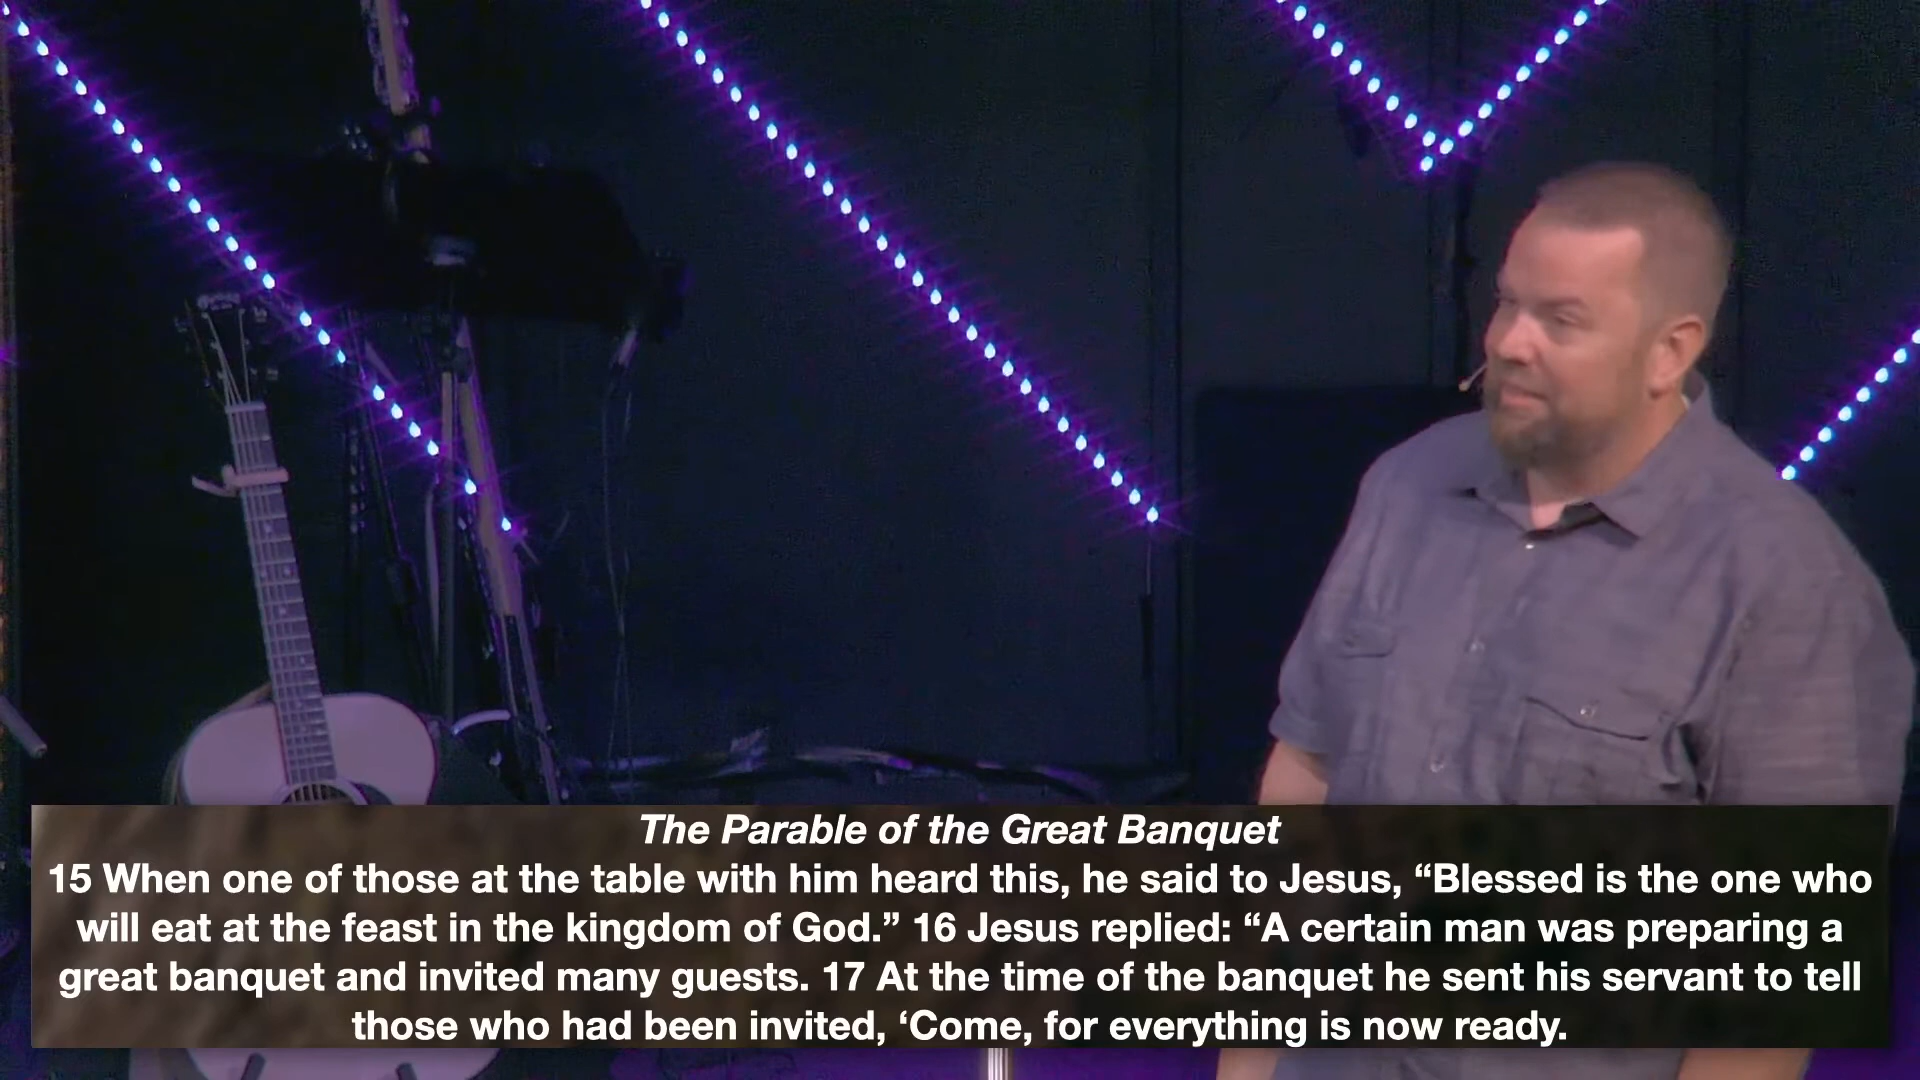 The Parable of the Great Banquet
15 When one of those at the table with him heard this, he said to Jesus, “Blessed is the one who
will eat at the feast in the kingdom of God.” 16 Jesus replied: “A certain man was preparing a
great banquet and invited many guests. 17 At the time of the banquet he sent his servant to tell
those who had been invited, ‘Come, for everything is now ready.